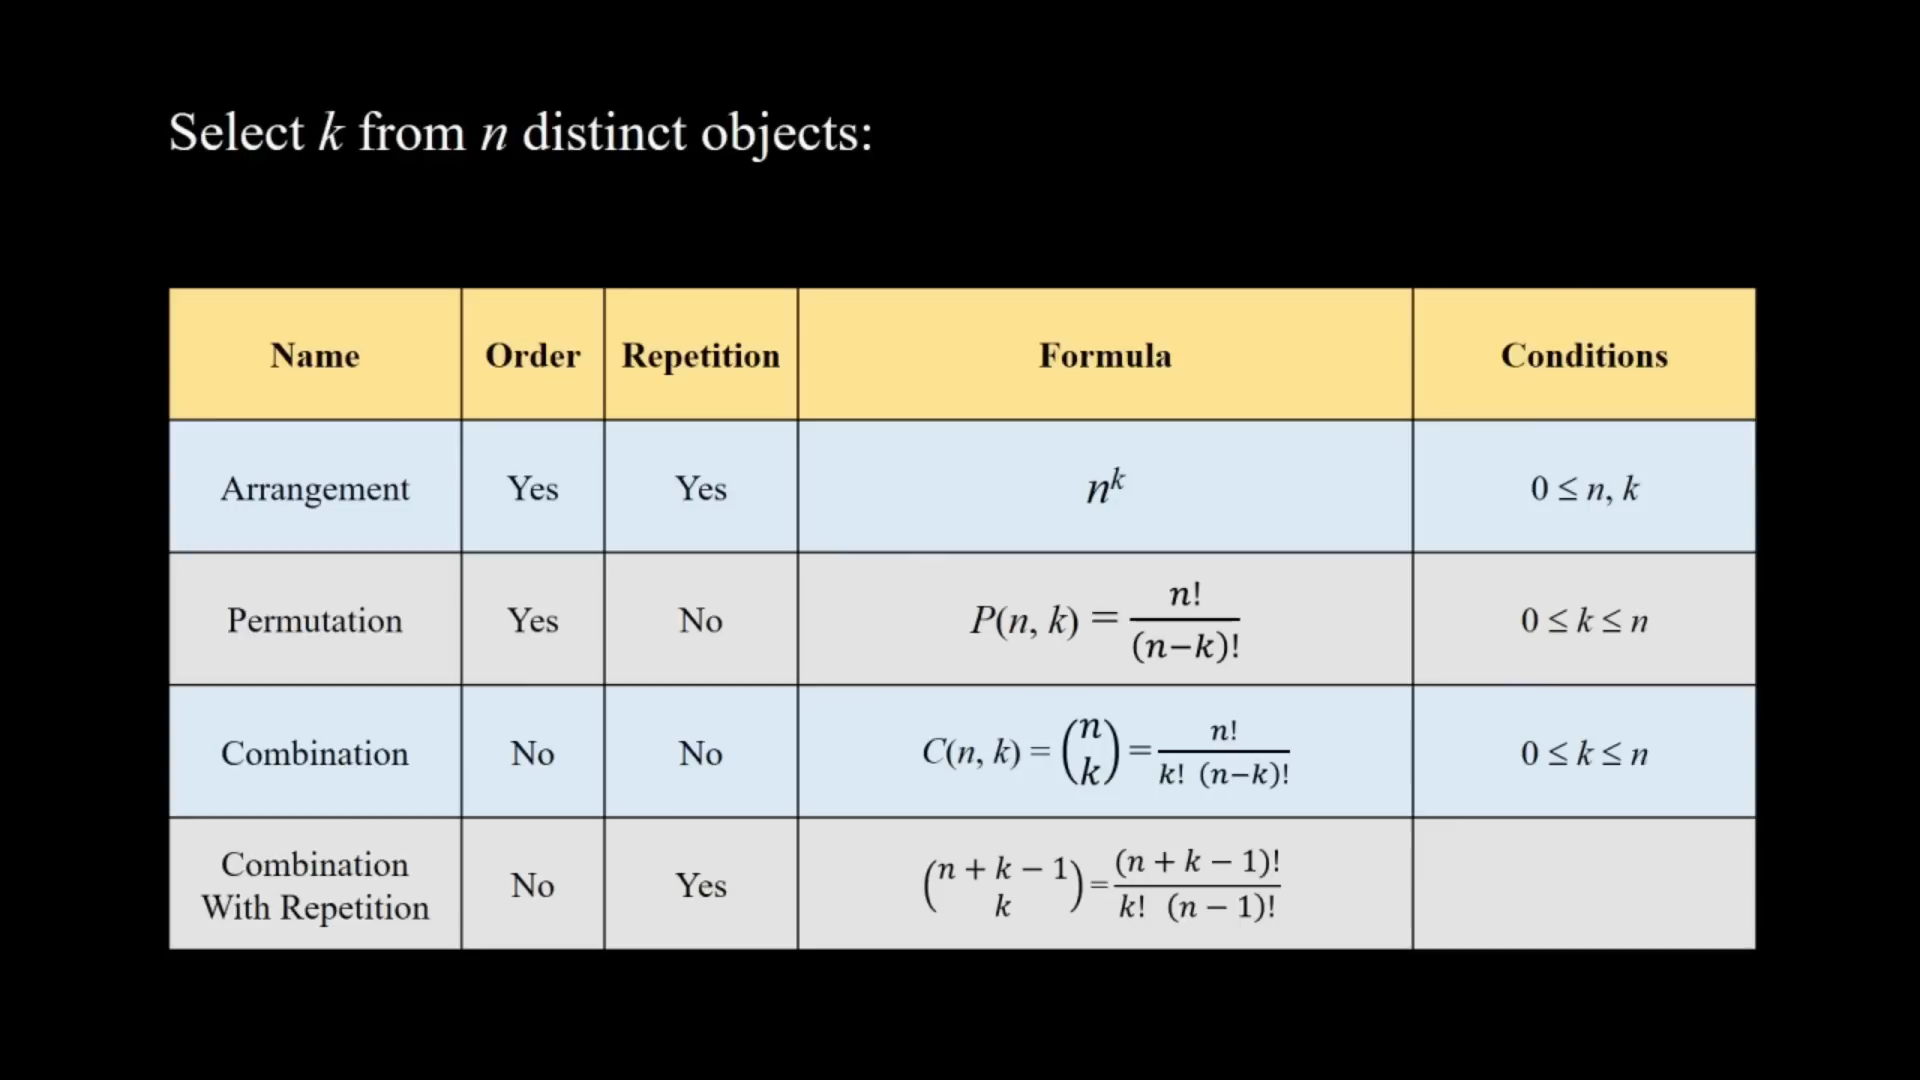 Select k from n distinct objects:
Name Order Repetition Formula Conditions
Arrangement Yes Yes n^k 0 ≤ n, k
Permutation Yes No P(n, k) = n! / (n−k)! 0 ≤ k ≤ n
Combination No No C(n, k) = (n k) = n! / k! (n−k)! 0 ≤ k ≤ n
Combination
With Repetition No Yes (n + k − 1 k) = (n + k − 1)! / k! (n − 1)!